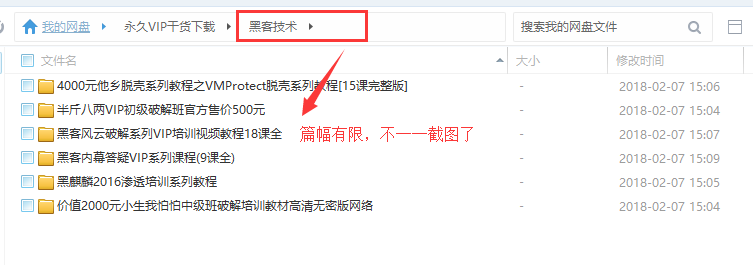 我的网盘 永久VIP干货下载 黑客技术 搜索我的网盘文件
文件名 大小 修改时间
4000元他乡脱壳系列教程之VMProtect脱壳系列教程[15课完整版] - 2018-02-07 15:06
半斤八两VIP初级破解班官方售价500元 - 2018-02-07 15:04
黑客风云破解系列VIP培训视频教程18课全 - 2018-02-07 15:07
篇幅有限，不一一截图了
黑客内幕答疑VIP系列课程(9课全) - 2018-02-07 15:09
黑麒麟2016渗透培训系列教程 - 2018-02-07 15:05
价值2000元小生我怕怕中级班破解培训教材高清无密版网络 - 2018-02-07 15:04